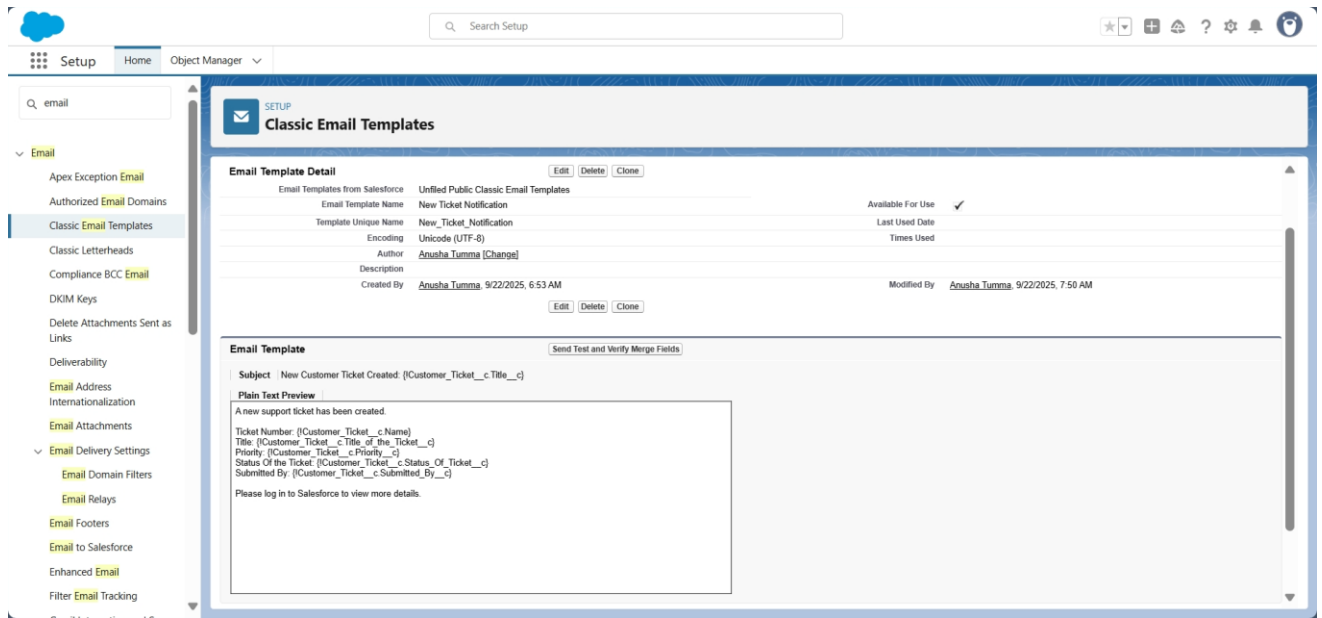 Search Setup
Setup
Home
Object Manager
email
Email
Apex Exception Email
Authorized Email Domains
Classic Email Templates
Classic Letterheads
Compliance BCC Email
DKIM Keys
Delete Attachments Sent as
Links
Deliverability
Email Address
Internationalization
Email Attachments
Email Delivery Settings
Email Domain Filters
Email Relays
Email Footers
Email to Salesforce
Enhanced Email
Filter Email Tracking
SETUP
Classic Email Templates
Email Template Detail
Edit Delete Clone
Email Templates from Salesforce Unfiled Public Classic Email Templates
Email Template Name New Ticket Notification Available For Use ✓
Template Unique Name New_Ticket_Notification Last Used Date
Encoding Unicode (UTF-8) Times Used
Author Anusha Tumma [Change]
Description
Created By Anusha Tumma, 9/22/2025, 6:53 AM Modified By Anusha Tumma, 9/22/2025, 7:50 AM
Edit Delete Clone
Email Template
Send Test and Verify Merge Fields
Subject New Customer Ticket Created: {!Customer_Ticket__c.Title__c}
Plain Text Preview
A new support ticket has been created.
Ticket Number: {!Customer_Ticket__c.Name}
Title: {!Customer_Ticket__c.Title_of_the_Ticket__c}
Priority: {!Customer_Ticket__c.Priority__c}
Status Of the Ticket: {!Customer_Ticket__c.Status_Of_Ticket__c}
Submitted By: {!Customer_Ticket__c.Submitted_By__c}
Please log in to Salesforce to view more details.